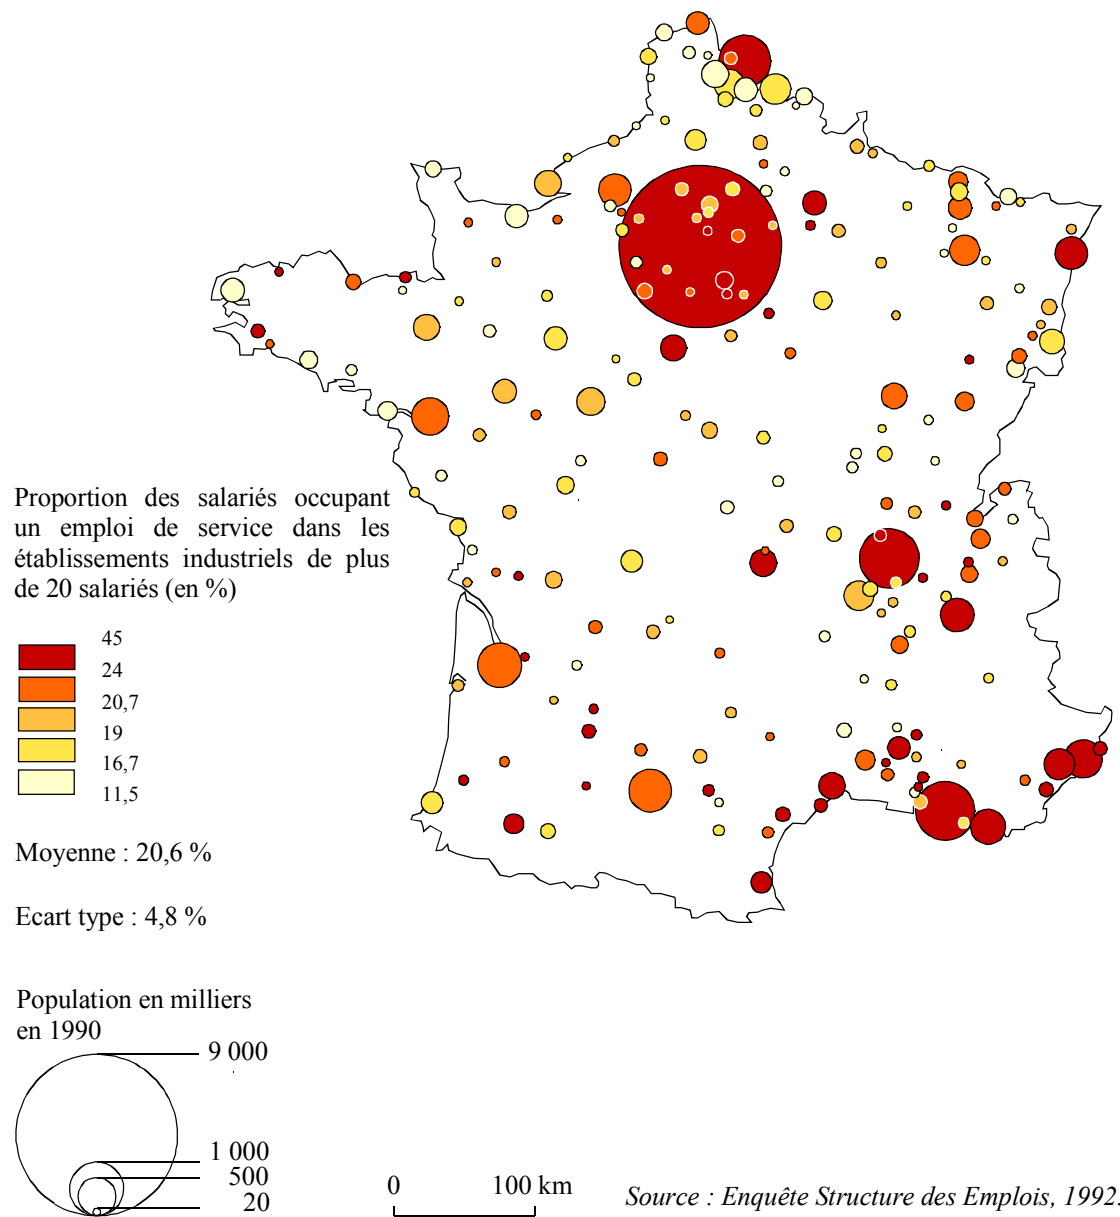 Proportion des salariés occupant
un emploi de service dans les
établissements industriels de plus
de 20 salariés (en %)
45
24
20,7
19
16,7
11,5
Moyenne : 20,6 %
Ecart type : 4,8 %
Population en milliers
en 1990
9 000
1 000
500
20
0 100 km
Source : Enquête Structure des Emplois, 1992.